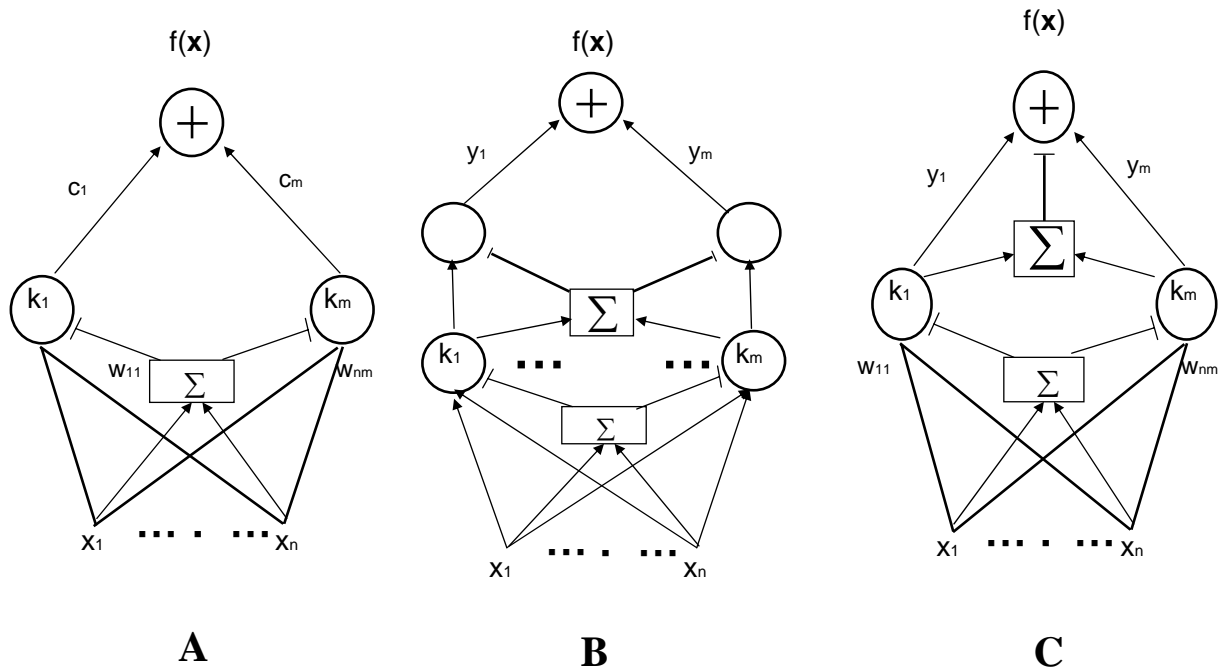 f(x)
+
c1
cm
k1
km
w11
Σ
wnm
x1 ... . ... xn
A
f(x)
+
y1
ym
Σ
k1 ... ... km
Σ
x1 ... . ... xn
B
f(x)
+
y1
ym
Σ
k1
km
w11
Σ
wnm
x1 ... . ... xn
C